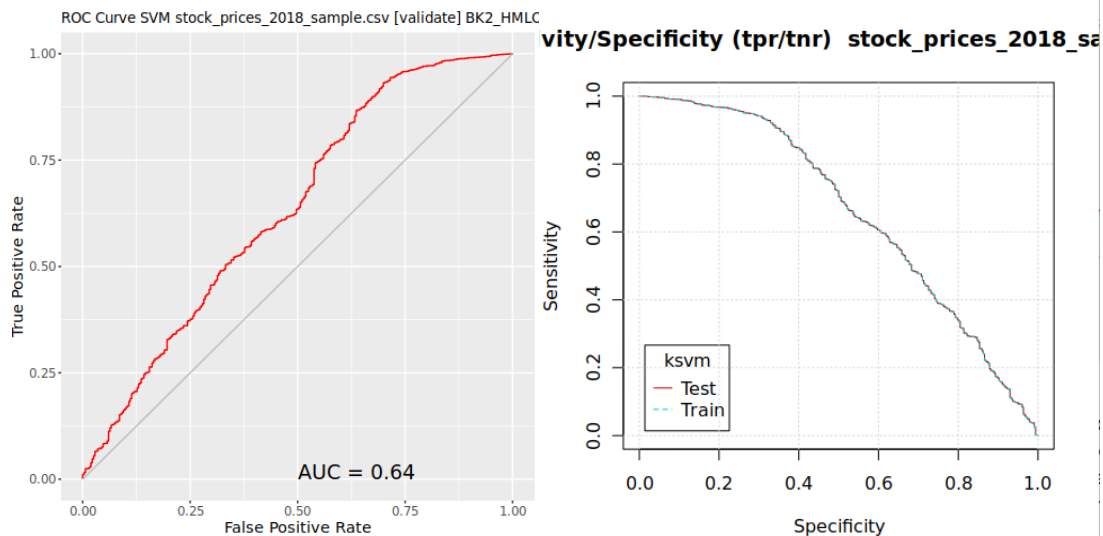 ROC Curve SVM stock_prices_2018_sample.csv [validate] BK2_HMLC
1.00
0.75
0.50
0.25
0.00
True Positive Rate
AUC = 0.64
0.00 0.25 0.50 0.75 1.00
False Positive Rate
vity/Specificity (tpr/tnr) stock_prices_2018_sa
1.0
0.8
0.6
0.4
0.2
0.0
Sensitivity
ksvm
Test
Train
0.0 0.2 0.4 0.6 0.8 1.0
Specificity